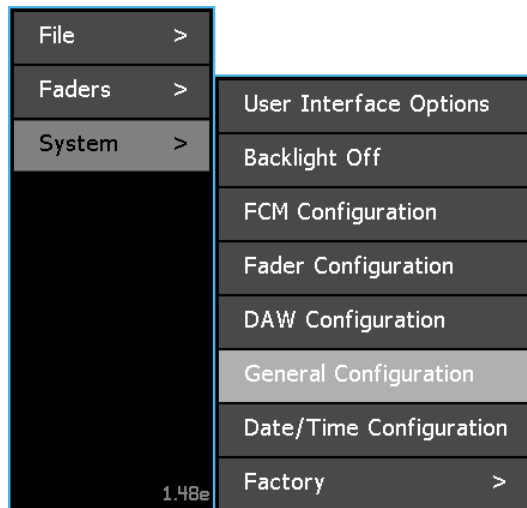 File >
Faders >
System >
1.48e
User Interface Options
Backlight Off
FCM Configuration
Fader Configuration
DAW Configuration
General Configuration
Date/Time Configuration
Factory >